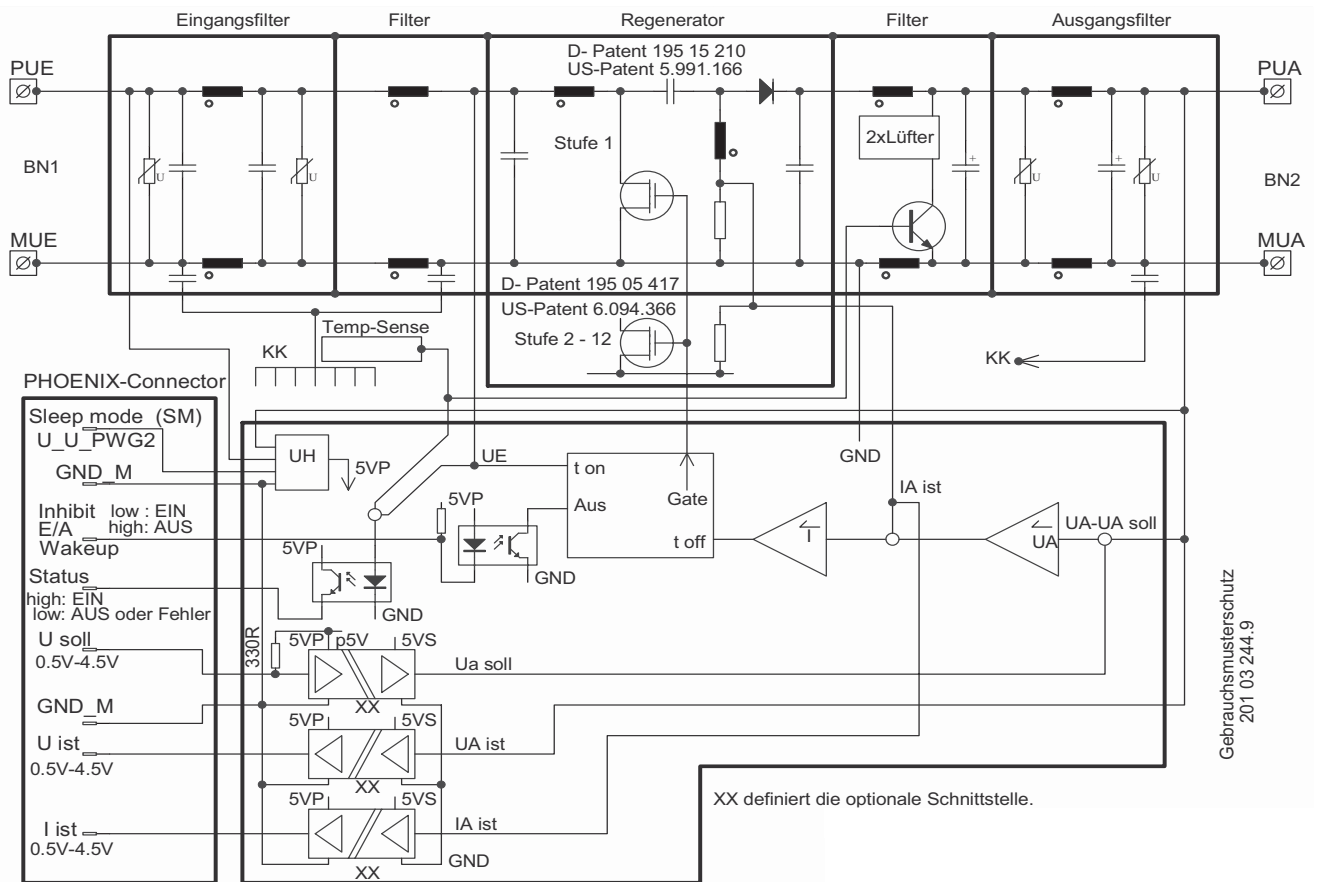 Eingangsfilter
Filter
Regenerator
Filter
Ausgangsfilter
D- Patent 195 15 210
US-Patent 5.991.166
PUE
PUA
Stufe 1
2xLüfter
+
+
BN1
U
U
U
U
BN2
MUE
MUA
D- Patent 195 05 417
US-Patent 6.094.366
Temp-Sense
Stufe 2 - 12
KK
KK
PHOENIX-Connector
Sleep mode (SM)
U_U_PWG2
GND_M
UH
5VP
UE
t on
GND
Inhibit low : EIN
E/A high: AUS
Wakeup
5VP
Aus
Gate
t off
IA ist
I
UA
UA-UA soll
5VP
GND
Status
high: EIN
low: AUS oder Fehler
GND
U soll
0.5V-4.5V
330R
5VP
p5V
5VS
Ua soll
XX
GND_M
U ist
0.5V-4.5V
5VP
5VS
UA ist
XX
I ist
0.5V-4.5V
5VP
5VS
IA ist
GND
XX
XX definiert die optionale Schnittstelle.
Gebrauchsmusterschutz
201 03 244.9